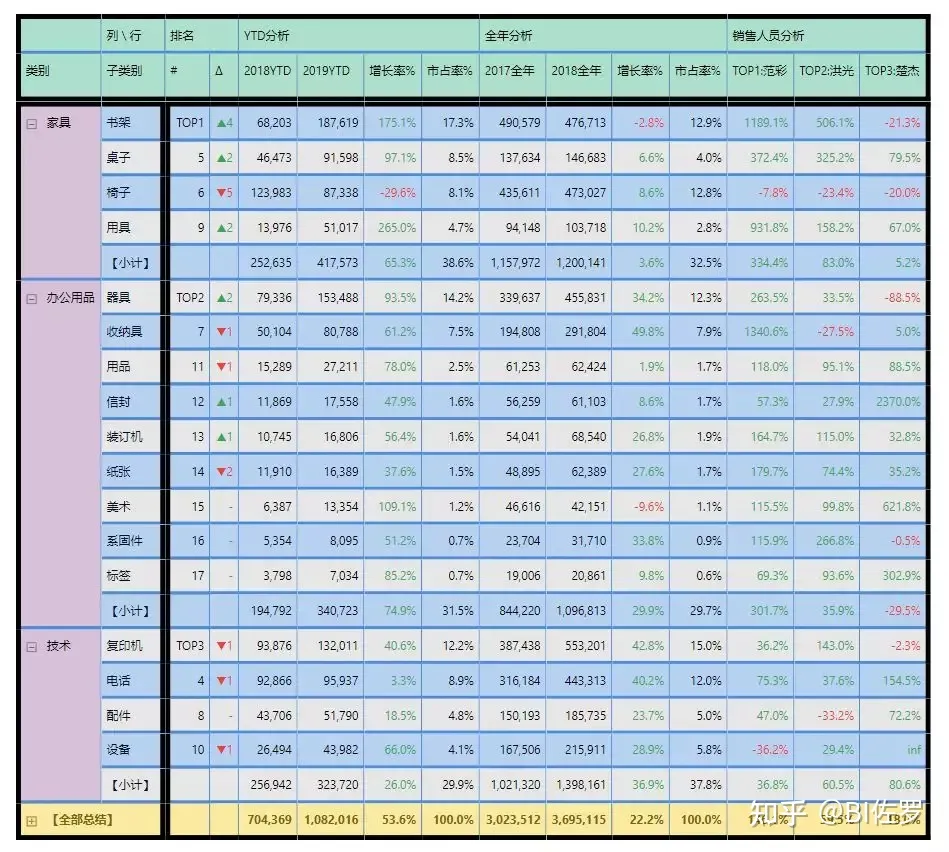 列 \ 行 排名 YTD分析 全年分析 销售人员分析
类别 子类别 # Δ 2018YTD 2019YTD 增长率% 市占率% 2017全年 2018全年 增长率% 市占率% TOP1:范彩 TOP2:洪光 TOP3:楚杰
家具 书架 TOP1 ▲4 68,203 187,619 175.1% 17.3% 490,579 476,713 -2.8% 12.9% 1189.1% 506.1% -21.3%
桌子 5 ▲2 46,473 91,598 97.1% 8.5% 137,634 146,683 6.6% 4.0% 372.4% 325.2% 79.5%
椅子 6 ▼5 123,983 87,338 -29.6% 8.1% 435,611 473,027 8.6% 12.8% -7.8% -23.4% -20.0%
用具 9 ▲2 13,976 51,017 265.0% 4.7% 94,148 103,718 10.2% 2.8% 931.8% 158.2% 67.0%
【小计】 252,635 417,573 65.3% 38.6% 1,157,972 1,200,141 3.6% 32.5% 334.4% 83.0% 5.2%
办公用品 器具 TOP2 ▲2 79,336 153,488 93.5% 14.2% 339,637 455,831 34.2% 12.3% 263.5% 33.5% -88.5%
收纳具 7 ▼1 50,104 80,788 61.2% 7.5% 194,808 291,804 49.8% 7.9% 1340.6% -27.5% 5.0%
用品 11 ▼1 15,289 27,211 78.0% 2.5% 61,253 62,424 1.9% 1.7% 118.0% 95.1% 88.5%
信封 12 ▲1 11,869 17,558 47.9% 1.6% 56,259 61,103 8.6% 1.7% 57.3% 27.9% 2370.0%
装订机 13 ▲1 10,745 16,806 56.4% 1.6% 54,041 68,540 26.8% 1.9% 164.7% 115.0% 32.8%
纸张 14 ▼2 11,910 16,389 37.6% 1.5% 48,895 62,389 27.6% 1.7% 179.7% 74.4% 35.2%
美术 15 - 6,387 13,354 109.1% 1.2% 46,616 42,151 -9.6% 1.1% 115.5% 99.8% 621.8%
系固件 16 - 5,354 8,095 51.2% 0.7% 23,704 31,710 33.8% 0.9% 115.9% 266.8% -0.5%
标签 17 - 3,798 7,034 85.2% 0.7% 19,006 20,861 9.8% 0.6% 69.3% 93.6% 302.9%
【小计】 194,792 340,723 74.9% 31.5% 844,220 1,096,813 29.9% 29.7% 301.7% 35.9% -29.5%
技术 复印机 TOP3 ▼1 93,876 132,011 40.6% 12.2% 387,438 553,201 42.8% 15.0% 36.2% 143.0% -2.3%
电话 4 ▼1 92,866 95,937 3.3% 8.9% 316,184 443,313 40.2% 12.0% 75.3% 37.6% 154.5%
配件 8 - 43,706 51,790 18.5% 4.8% 150,193 185,735 23.7% 5.0% 47.0% -33.2% 72.2%
设备 10 ▼1 26,494 43,982 66.0% 4.1% 167,506 215,911 28.9% 5.8% -36.2% 29.4% inf
【小计】 256,942 323,720 26.0% 29.9% 1,021,320 1,398,161 36.9% 37.8% 36.8% 60.5% 80.6%
【全部总结】 704,369 1,082,016 53.6% 100.0% 3,023,512 3,695,115 22.2% 100.0%
知乎 @BI佐罗